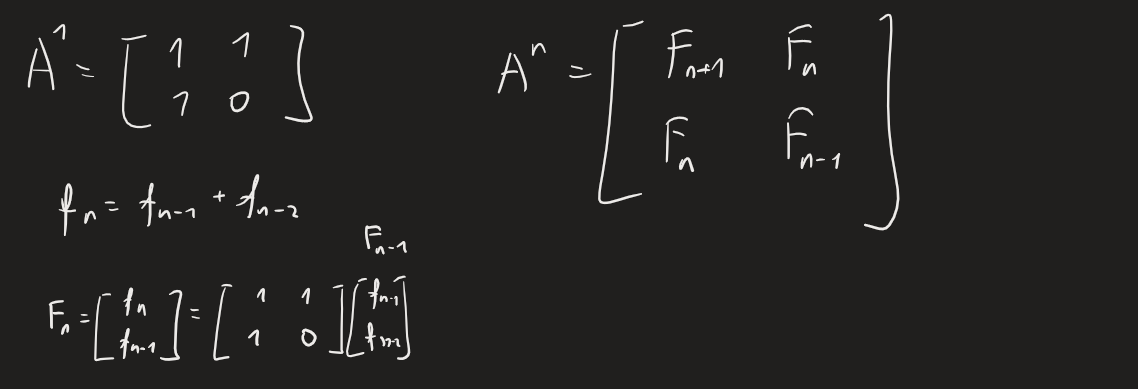 A^1 = [ 1 1 ; 1 0 ]
A^n = [ F_{n+1} F_n ; F_n F_{n-1} ]
f_n = f_{n-1} + f_{n-2}
F_{n-1}
F_n = [ f_n ; f_{n-1} ] = [ 1 1 ; 1 0 ] [ f_{n-1} ; f_{n-2} ]